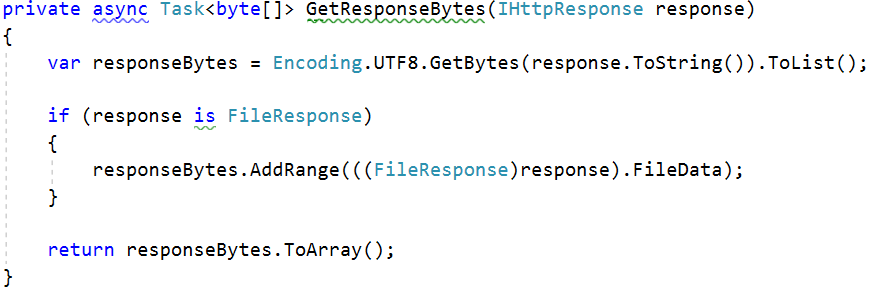 private async Task<byte[]> GetResponseBytes(IHttpResponse response)
{
    var responseBytes = Encoding.UTF8.GetBytes(response.ToString()).ToList();

    if (response is FileResponse)
    {
        responseBytes.AddRange(((FileResponse)response).FileData);
    }

    return responseBytes.ToArray();
}